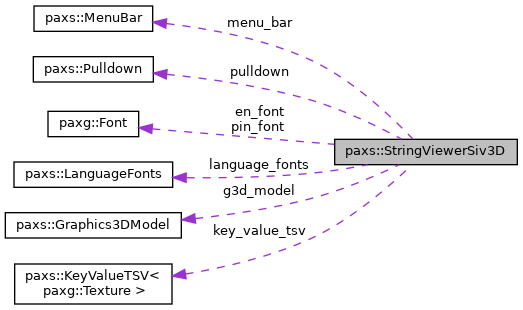 paxs::MenuBar
menu_bar
paxs::Pulldown
pulldown
paxg::Font
en_font
pin_font
paxs::StringViewerSiv3D
paxs::LanguageFonts
language_fonts
paxs::Graphics3DModel
g3d_model
paxs::KeyValueTSV<
paxg::Texture >
key_value_tsv